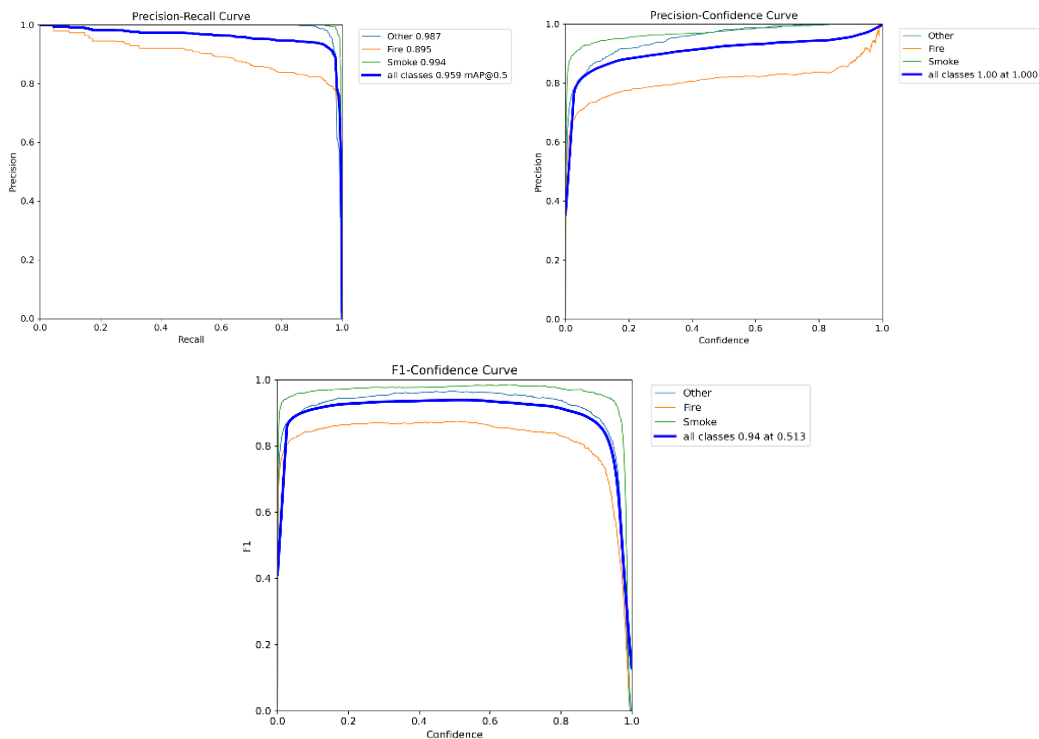 Precision-Recall Curve
1.0
0.8
0.6
0.4
0.2
0.0
Precision
0.0 0.2 0.4 0.6 0.8 1.0
Recall
Other 0.987
Fire 0.895
Smoke 0.994
all classes 0.959 mAP@0.5
Precision-Confidence Curve
1.0
0.8
0.6
0.4
0.2
0.0
Precision
0.0 0.2 0.4 0.6 0.8 1.0
Confidence
Other
Fire
Smoke
all classes 1.00 at 1.000
F1-Confidence Curve
1.0
0.8
0.6
0.4
0.2
0.0
F1
0.0 0.2 0.4 0.6 0.8 1.0
Confidence
Other
Fire
Smoke
all classes 0.94 at 0.513